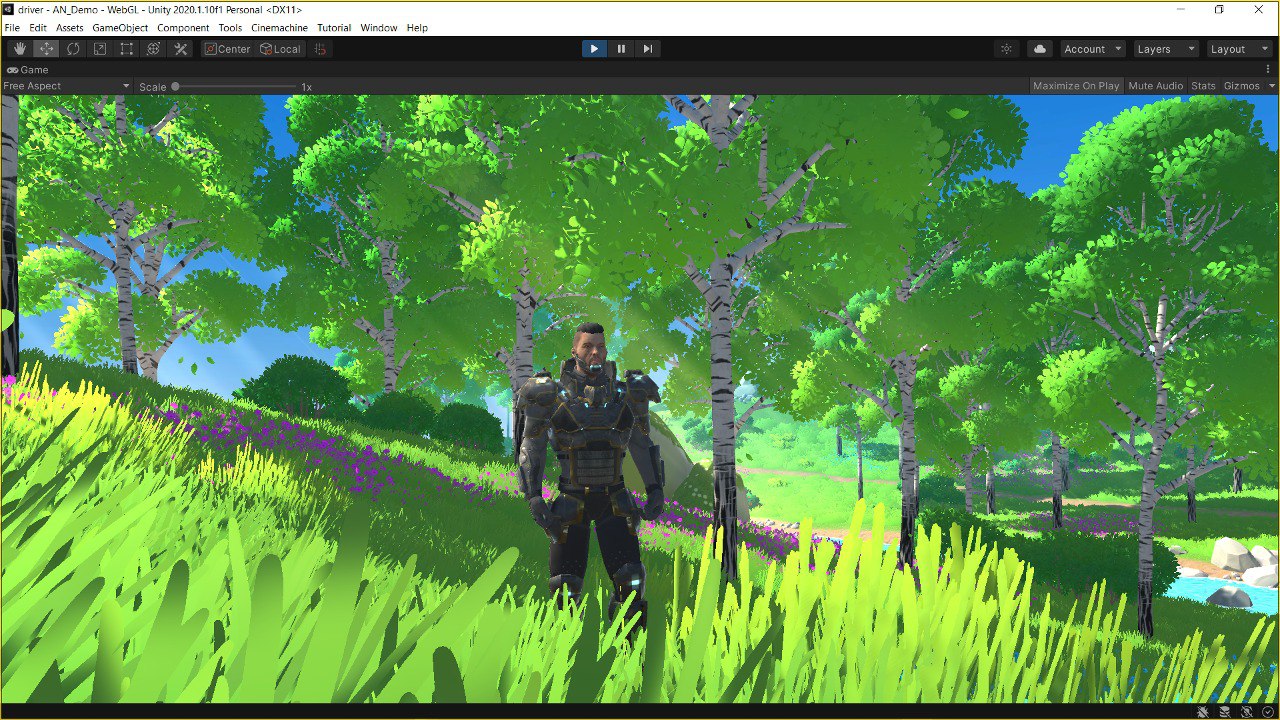 driver - AN_Demo - WebGL - Unity 2020.1.10f1 Personal <DX11>
File Edit Assets GameObject Component Tools Cinemachine Tutorial Window Help
Center Local Account Layers Layout
Game
Free Aspect Scale 1x Maximize On Play Mute Audio Stats Gizmos